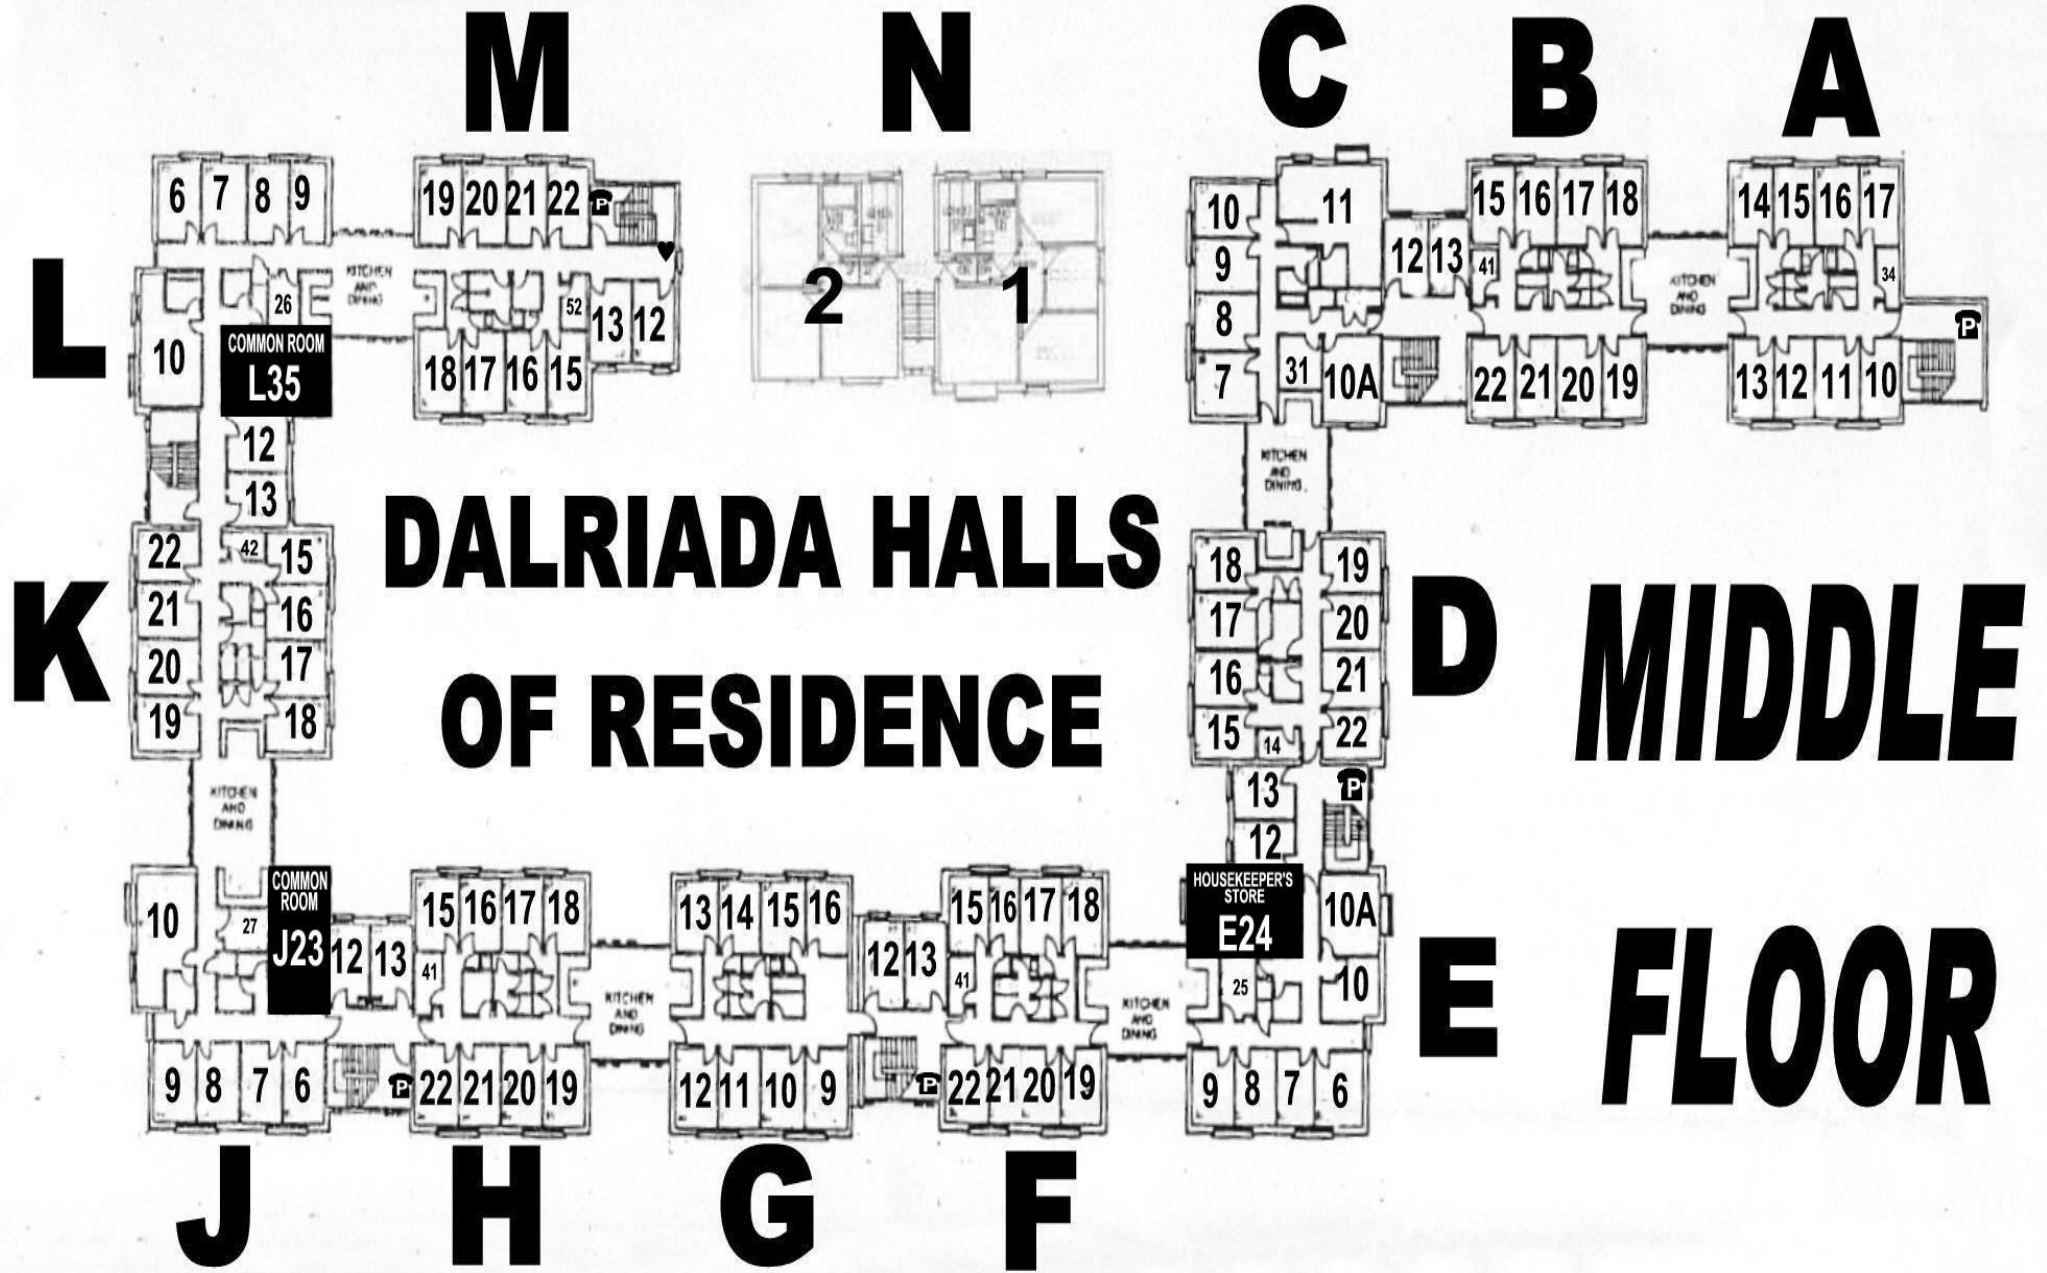 M N C B A
6 7 8 9
19 20 21 22 P
10 11
15 16 17 18
14 15 16 17
9 12 13 41
34
L
26
KITCHEN
AND
DINING
52
13 12
2 1
8
KITCHEN
AND
DINING
P
10
COMMON ROOM
L35
18 17 16 15
7 31 10A
22 21 20 19
13 12 11 10
12
13
KITCHEN
AND
DINING
DALRIADA HALLS
OF RESIDENCE
MIDDLE
FLOOR
K
22 42 15
21 16
20 17
19 18
D
18 19
17 20
16 21
15 14 22
13 P
12
KITCHEN
AND
DINING
10
27
COMMON
ROOM
J23
12 13 41
15 16 17 18
13 14 15 16
12 13 41
15 16 17 18
HOUSEKEEPER'S
STORE
E24
10A
25 10
E
KITCHEN
AND
DINING
KITCHEN
AND
DINING
9 8 7 6
P
22 21 20 19
12 11 10 9
P
22 21 20 19
9 8 7 6
J H G F